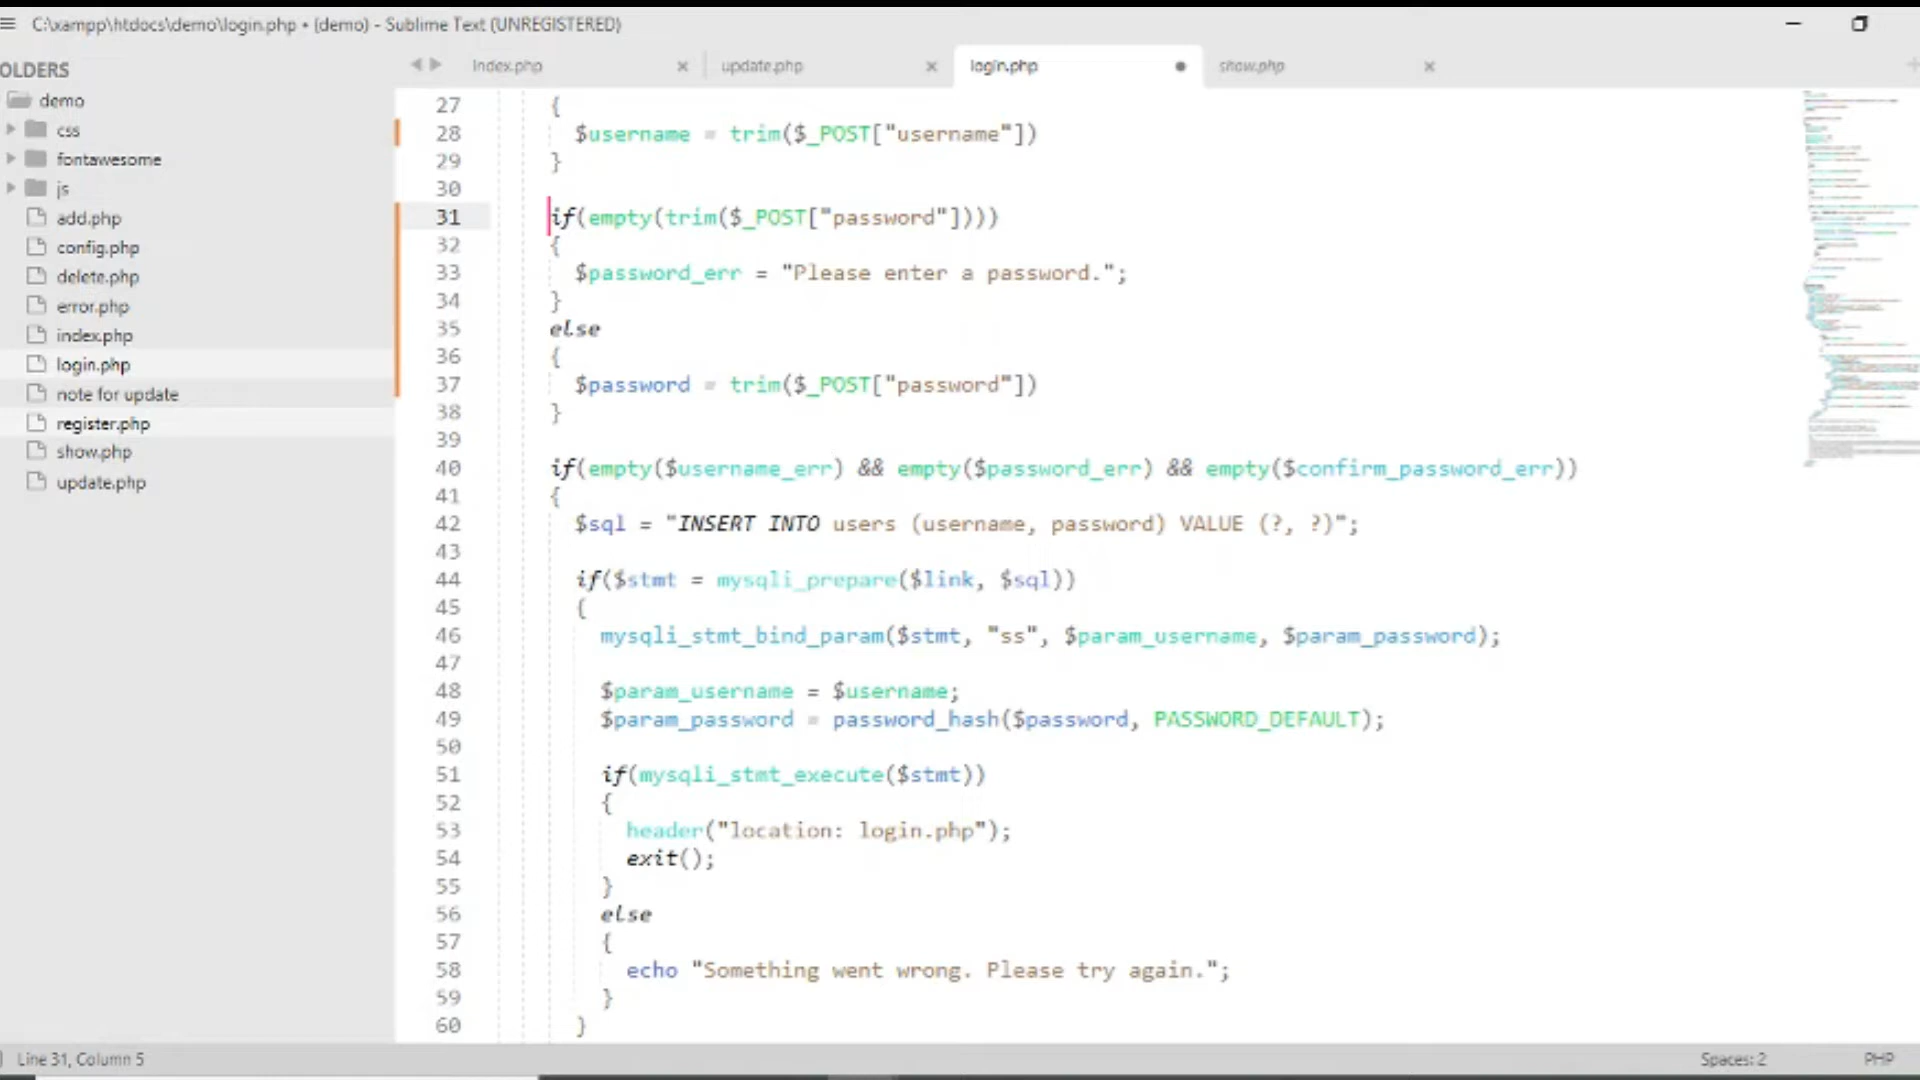 C:\xampp\htdocs\demo\login.php • (demo) - Sublime Text (UNREGISTERED)
OLDERS
demo
css
fontawesome
js
add.php
config.php
delete.php
error.php
index.php
login.php
note for update
register.php
show.php
update.php
index.php
update.php
login.php
show.php
27 {
28 $username = trim($_POST["username"])
29 }
30
31 if(empty(trim($_POST["password"])))
32 {
33 $password_err = "Please enter a password.";
34 }
35 else
36 {
37 $password = trim($_POST["password"])
38 }
39
40 if(empty($username_err) && empty($password_err) && empty($confirm_password_err))
41 {
42 $sql = "INSERT INTO users (username, password) VALUE (?, ?)";
43
44 if($stmt = mysqli_prepare($link, $sql))
45 {
46 mysqli_stmt_bind_param($stmt, "ss", $param_username, $param_password);
47
48 $param_username = $username;
49 $param_password = password_hash($password, PASSWORD_DEFAULT);
50
51 if(mysqli_stmt_execute($stmt))
52 {
53 header("location: login.php");
54 exit();
55 }
56 else
57 {
58 echo "Something went wrong. Please try again.";
59 }
60 }
Line 31, Column 5
Spaces: 2
PHP